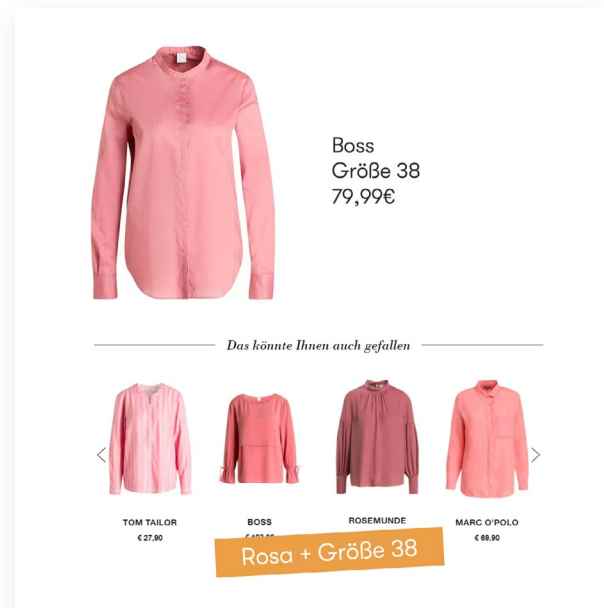 Boss
Größe 38
79,99€
Das könnte Ihnen auch gefallen
TOM TAILOR
BOSS
ROSEMUNDE
MARC O'POLO
€ 27,90
€ 69,90
Rosa + Größe 38